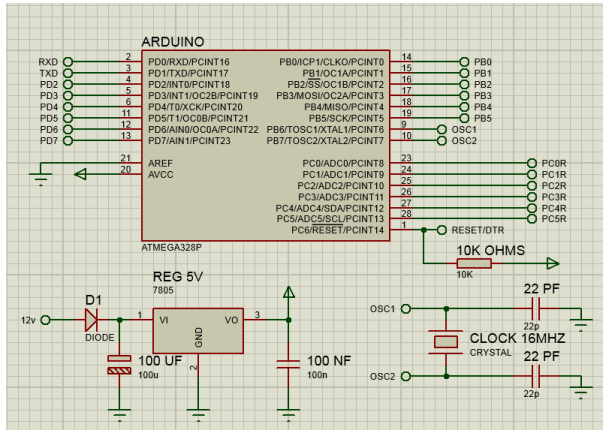 ARDUINO
RXD 2 PD0/RXD/PCINT16 PB0/ICP1/CLKO/PCINT0 14 PB0
TXD 3 PD1/TXD/PCINT17 PB1/OC1A/PCINT1 15 PB1
PD2 4 PD2/INT0/PCINT18 PB2/SS/OC1B/PCINT2 16 PB2
PD3 5 PD3/INT1/OC2B/PCINT19 PB3/MOSI/OC2A/PCINT3 17 PB3
PD4 6 PD4/T0/XCK/PCINT20 PB4/MISO/PCINT4 18 PB4
PD5 11 PD5/T1/OC0B/PCINT21 PB5/SCK/PCINT5 19 PB5
PD6 12 PD6/AIN0/OC0A/PCINT22 PB6/TOSC1/XTAL1/PCINT6 9 OSC1
PD7 13 PD7/AIN1/PCINT23 PB7/TOSC2/XTAL2/PCINT7 10 OSC2
21 AREF PC0/ADC0/PCINT8 23 PC0R
20 AVCC PC1/ADC1/PCINT9 24 PC1R
PC2/ADC2/PCINT10 25 PC2R
PC3/ADC3/PCINT11 26 PC3R
PC4/ADC4/SDA/PCINT12 27 PC4R
PC5/ADC5/SCL/PCINT13 28 PC5R
PC6/RESET/PCINT14 1 RESET/DTR
ATMEGA328P
10K OHMS
10K
REG 5V
7805
D1
12v
DIODE
1 VI VO 3
GND
2
100 UF
100u
100 NF
100n
22 PF
22p
OSC1
CLOCK 16MHZ
CRYSTAL
22 PF
22p
OSC2